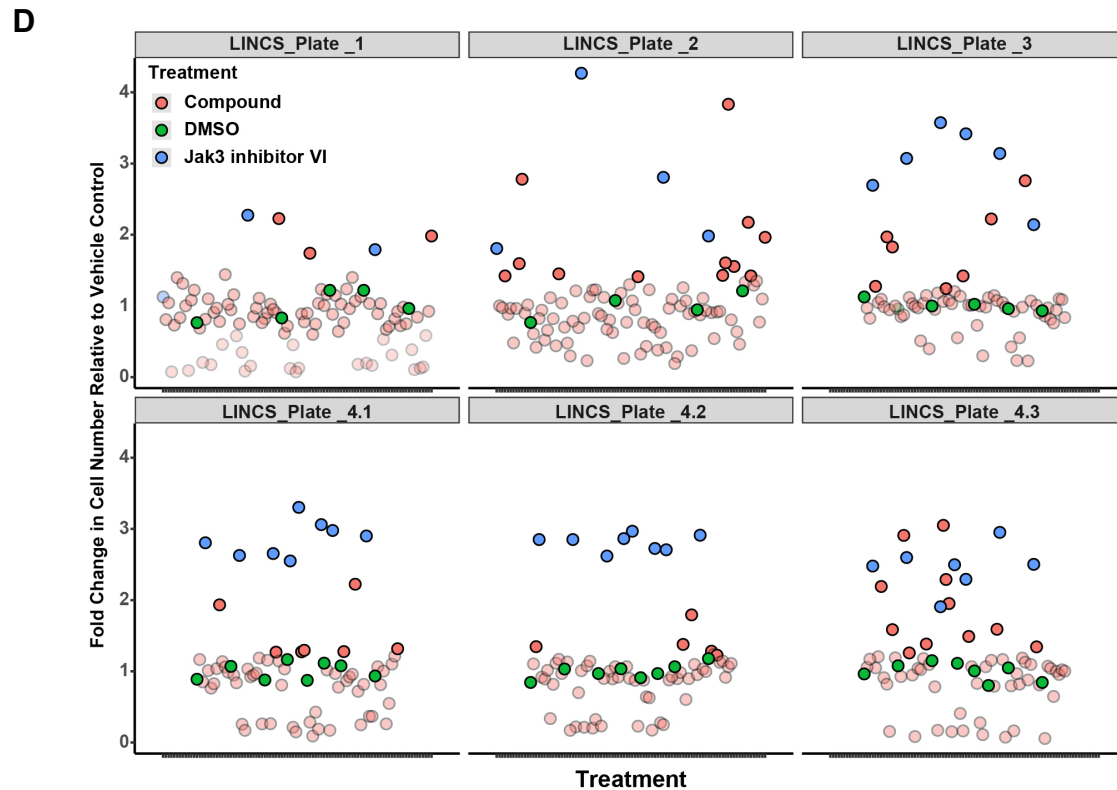 D
LINCS_Plate _1
LINCS_Plate _2
LINCS_Plate _3
Treatment
Compound
DMSO
Jak3 inhibitor VI
4
3
2
1
0
Fold Change in Cell Number Relative to Vehicle Control
LINCS_Plate _4.1
LINCS_Plate _4.2
LINCS_Plate _4.3
4
3
2
1
0
Treatment